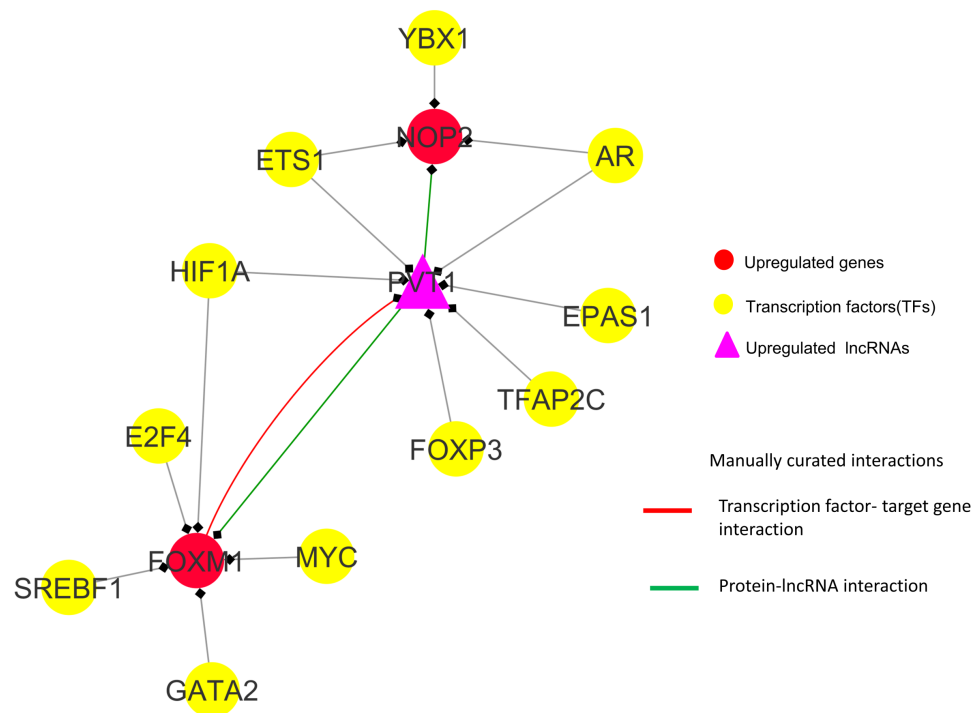 YBX1
NOP2
ETS1
AR
HIF1A
PVT1
EPAS1
TFAP2C
FOXP3
E2F4
FOXM1
MYC
SREBF1
GATA2
Upregulated genes
Transcription factors(TFs)
Upregulated lncRNAs
Manually curated interactions
Transcription factor- target gene
interaction
Protein-lncRNA interaction